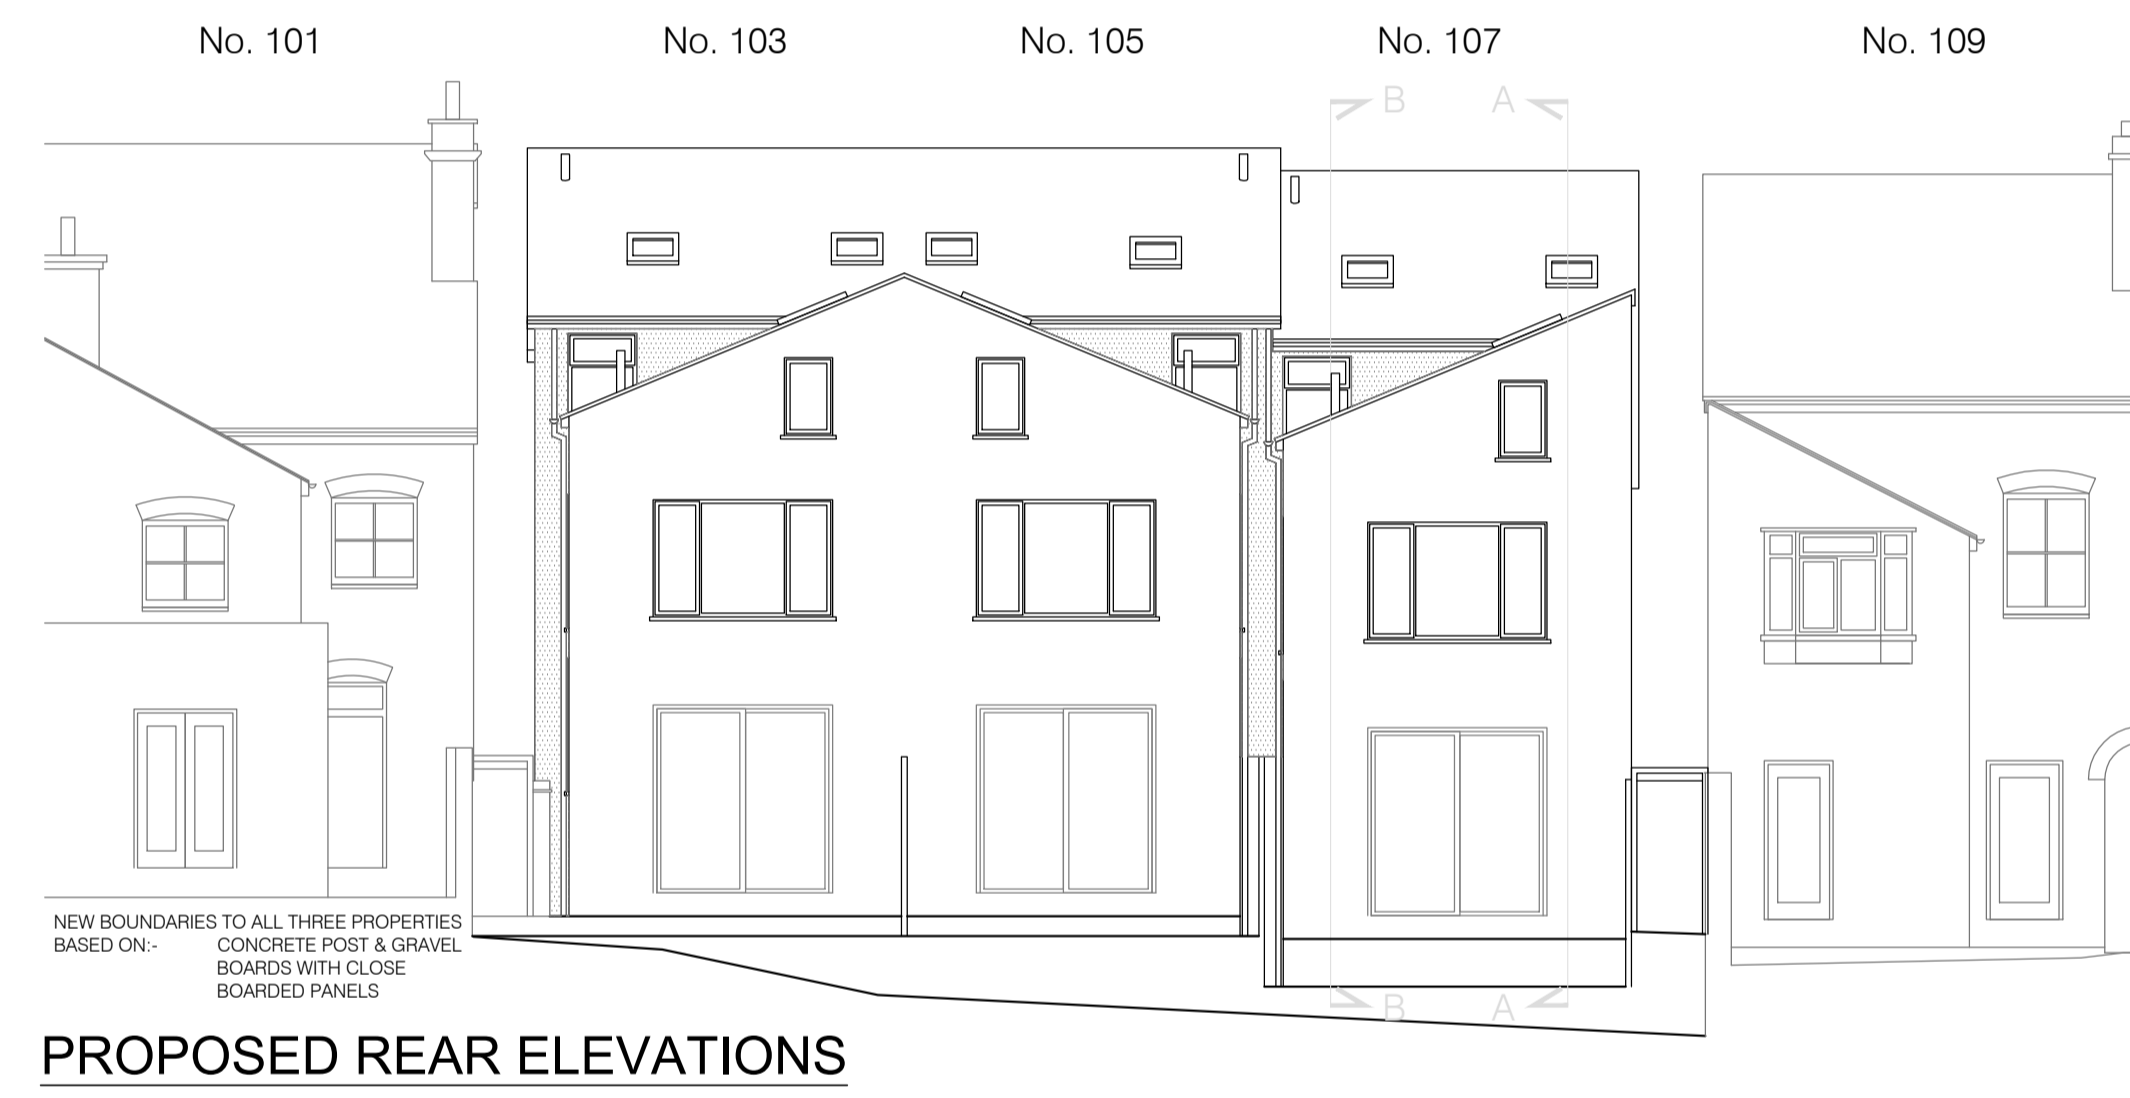 No. 101 No. 103 No. 105 No. 107 No. 109
B A
NEW BOUNDARIES TO ALL THREE PROPERTIES
BASED ON:- CONCRETE POST & GRAVEL
BOARDS WITH CLOSE
BOARDED PANELS
B A
PROPOSED REAR ELEVATIONS